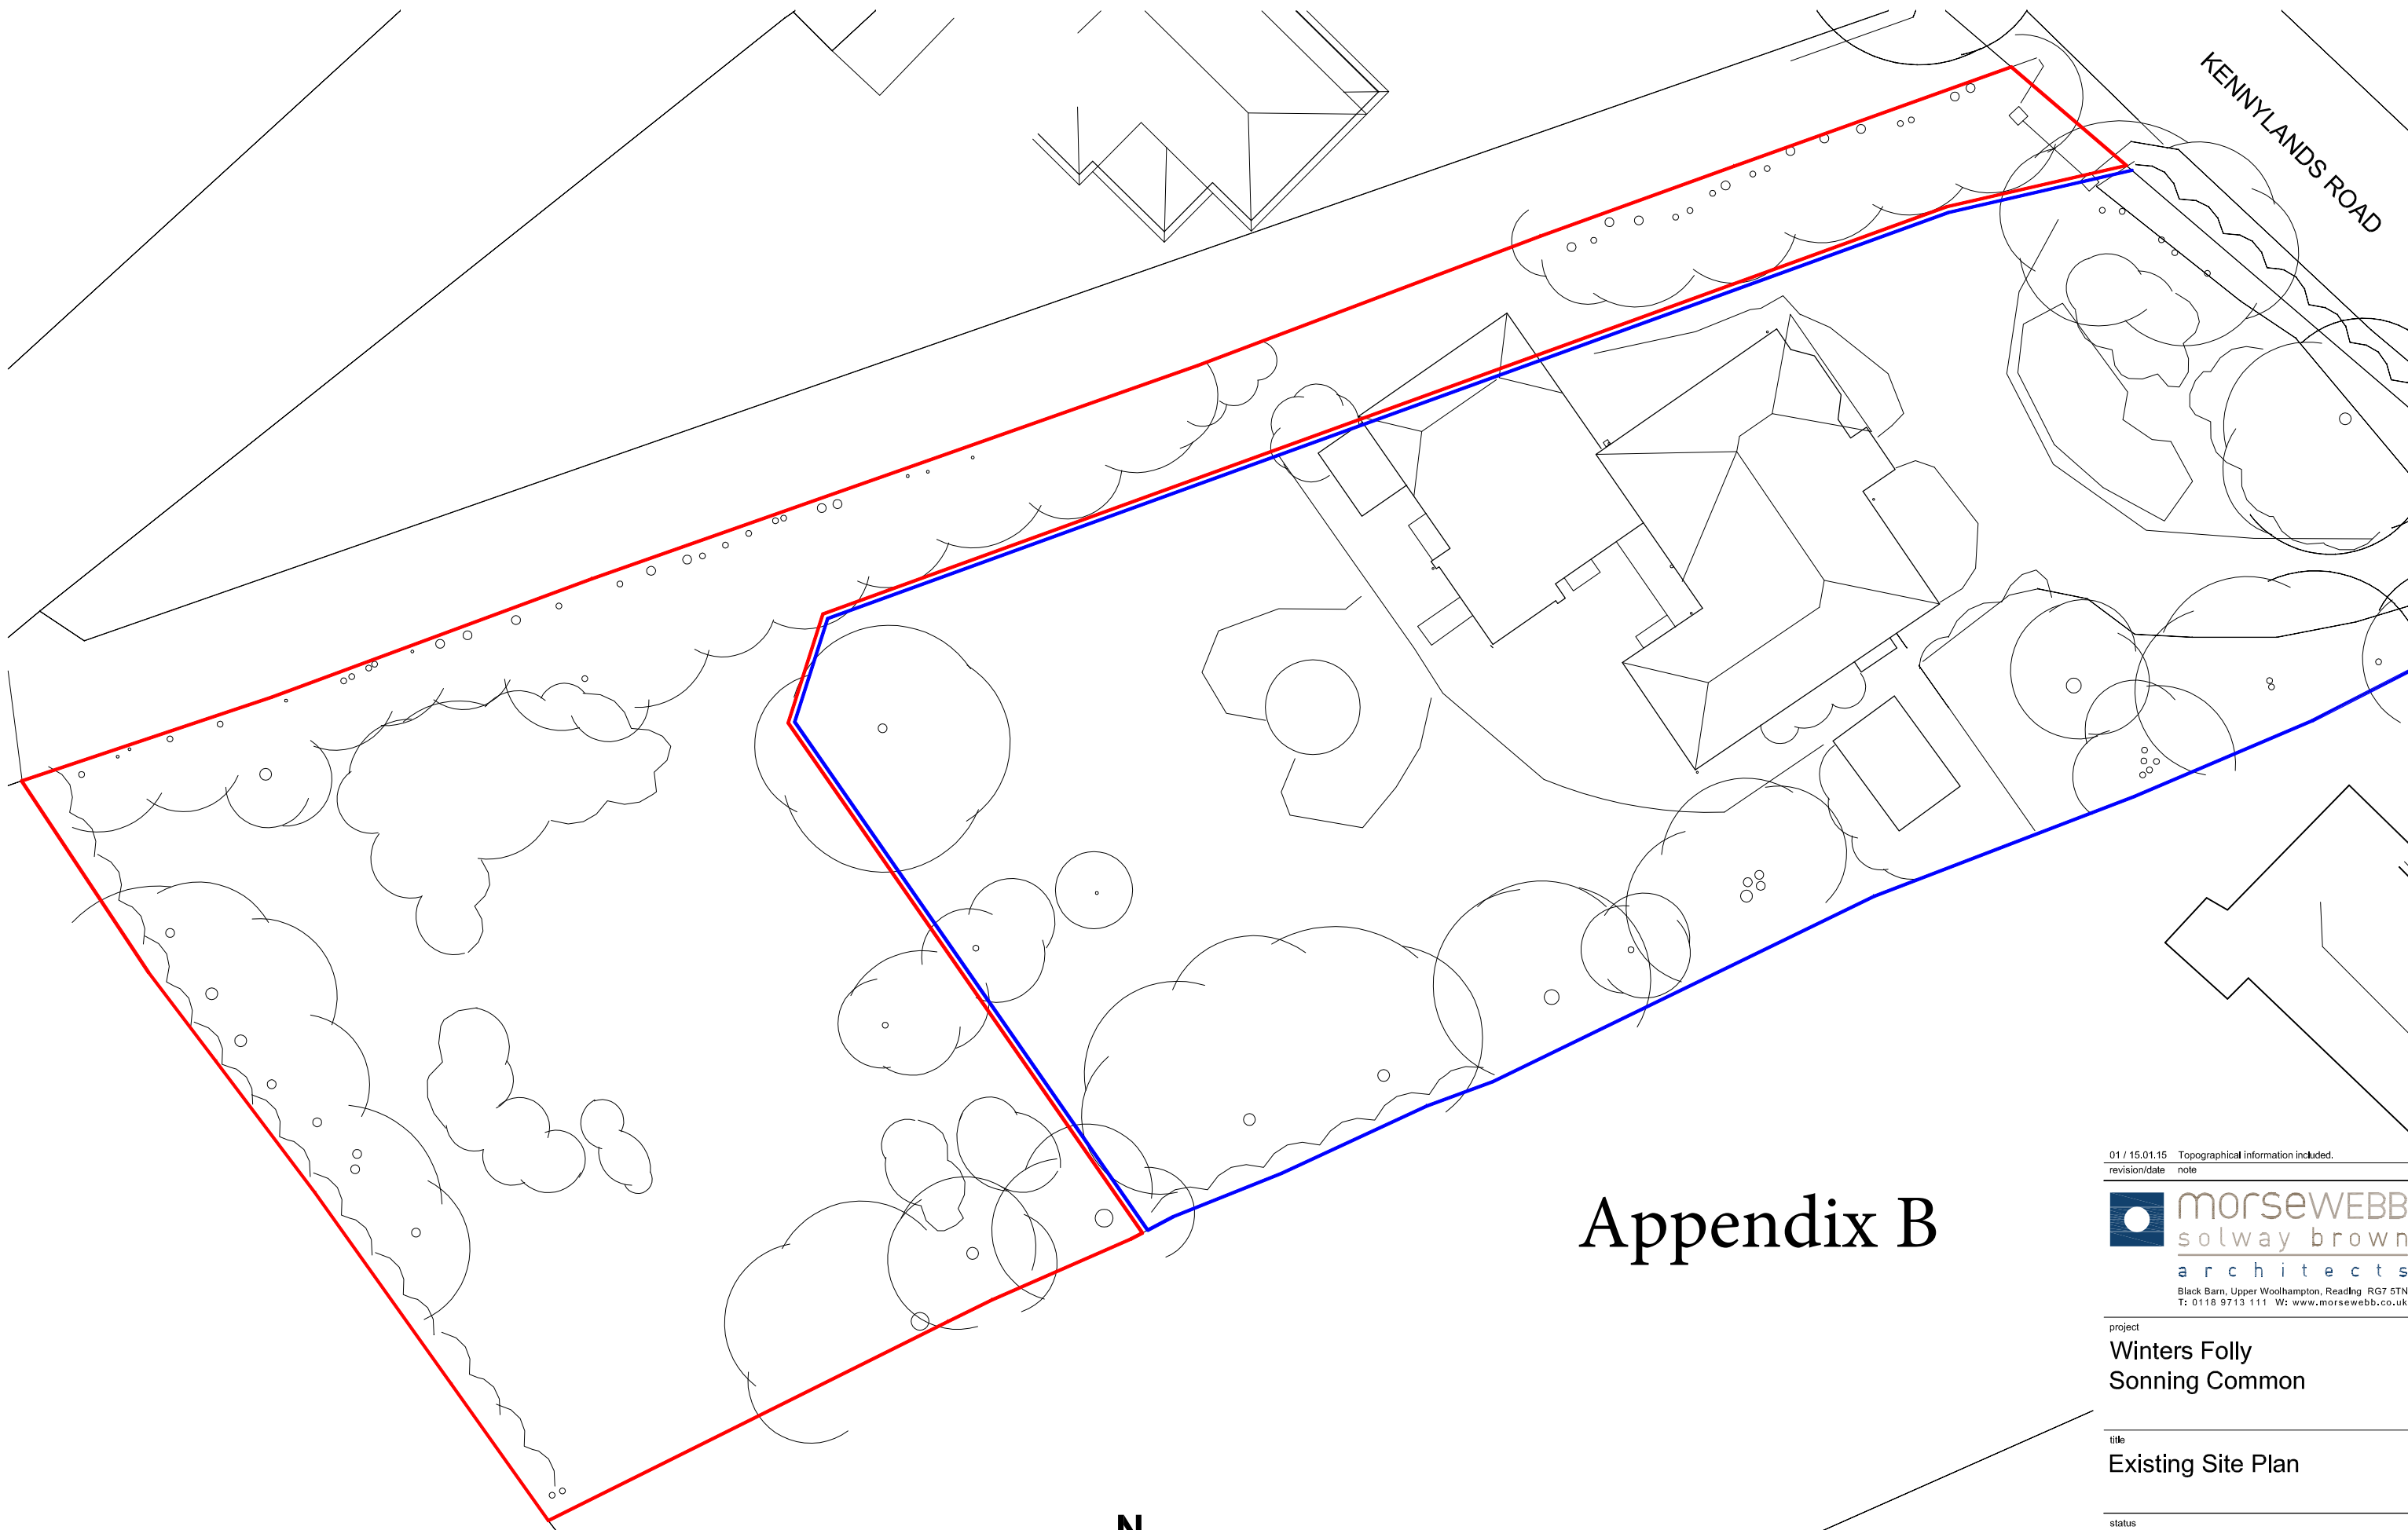 KENNYLANDS ROAD
Appendix B
01 / 15.01.15 Topographical information included.
revision/date note
morseWEBB
solway brown
architects
Black Barn, Upper Woolhampton, Reading RG7 5TN
T: 0118 9713 111 W: www.morsewebb.co.uk
project
Winters Folly
Sonning Common
title
Existing Site Plan
status
N